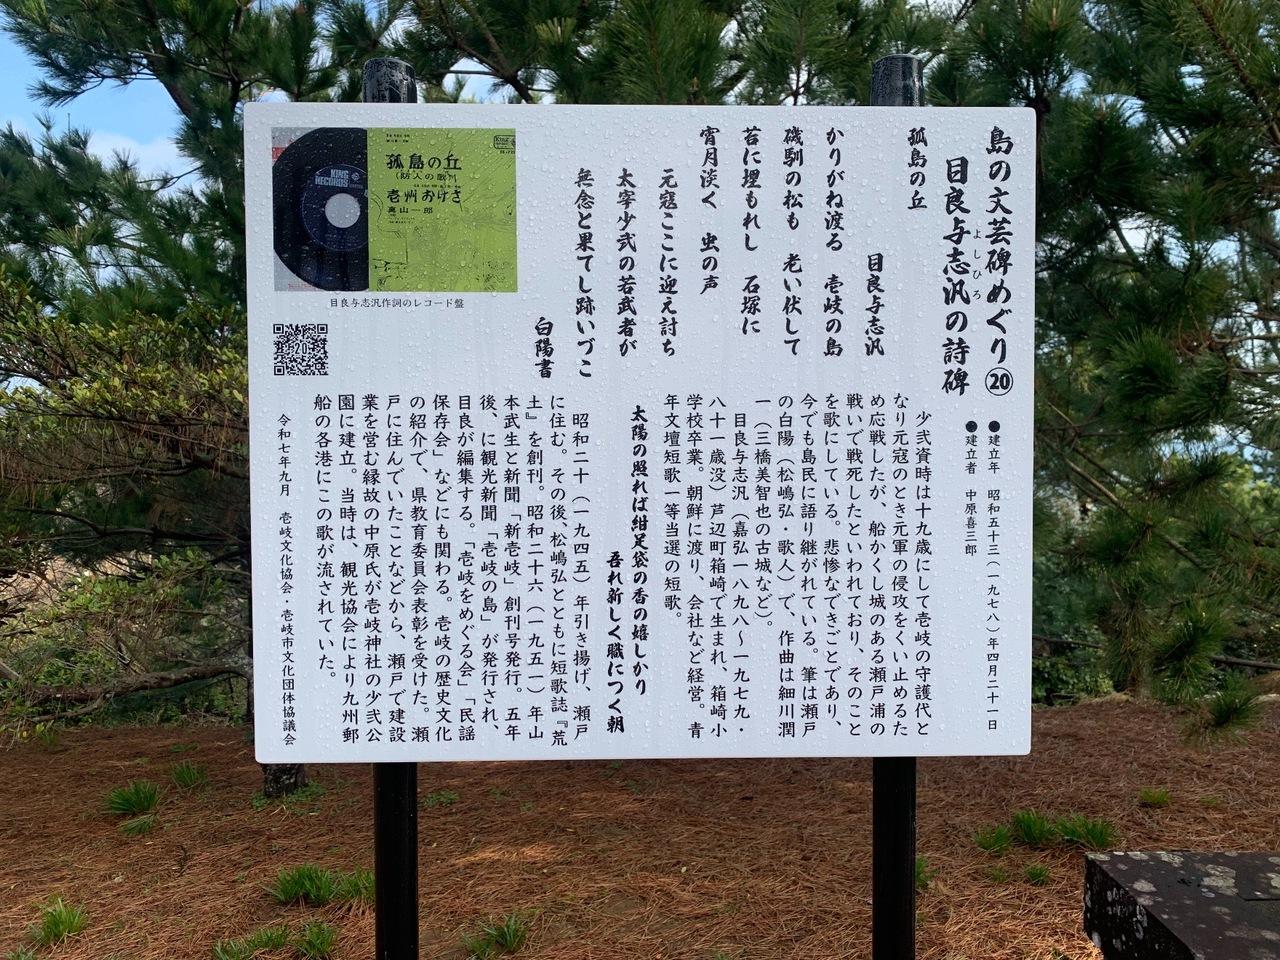 島の文芸碑めぐり⑳
目良与志汎の詩碑
よしひろ
●建立年　昭和五十三（一九七八）年四月二十一日
●建立者　中原喜三郎
孤島の丘
目良与志汎
かりがね渡る　壱岐の島
磯馴の松も　老い伏して
苔に埋もれし　石塚に
宵月淡く　虫の声
元寇ここに迎え討ち
太宰少弐の若武者が
無念と果てし跡いづこ
白陽書
少弐資時は十九歳にして壱岐の守護代と
なり元寇のとき元軍の侵攻をくい止めるた
め応戦したが、船かくし城のある瀬戸浦の
戦いで戦死したといわれており、そのこと
を歌にしている。悲惨なできごとであり、
今でも島民に語り継がれている。筆は瀬戸
の白陽（松嶋弘・歌人）で、作曲は細川潤
一（三橋美智也の古城など）。
目良与志汎（嘉弘一八九八～一九七九・
八十一歳没）芦辺町箱崎で生まれ、箱崎小
学校卒業。朝鮮に渡り、会社など経営。青
年文壇短歌一等当選の短歌。
太陽の照れば紺足袋の香の嬉しかり
吾れ新しく職につく朝
昭和二十（一九四五）年引き揚げ、瀬戸
に住む。その後、松嶋弘とともに短歌誌『荒
土』を創刊。昭和二十六（一九五一）年山
本武生と新聞「新壱岐」創刊号発行。五年
後、に観光新聞「壱岐の島」が発行され、
目良が編集する。「壱岐をめぐる会」「民謡
保存会」などにも関わる。壱岐の歴史文化
の紹介で、県教育委員会表彰を受けた。瀬
戸に住んでいたことなどから、瀬戸で建設
業を営む縁故の中原氏が壱岐神社の少弐公
園に建立。当時は、観光協会により九州郵
船の各港にこの歌が流されていた。
令和七年九月　壱岐文化協会・壱岐市文化団体協議会
KING
RECORDS
King
孤島の丘
（防人の歌）
壱州おけさ
高山一郎
目良与志汎作詞のレコード盤
20